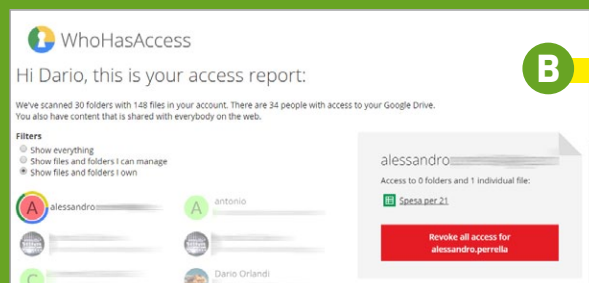 WhoHasAccess
B
Hi Dario, this is your access report:
We've scanned 30 folders with 148 files in your account. There are 34 people with access to your Google Drive.
You also have content that is shared with everybody on the web.
Filters
Show everything
Show files and folders I can manage
Show files and folders I own
A alessandro
A antonio
C
Dario Orlandi
alessandro
Access to 0 folders and 1 individual file:
Spesa per 21
Revoke all access for
alessandro.perrella